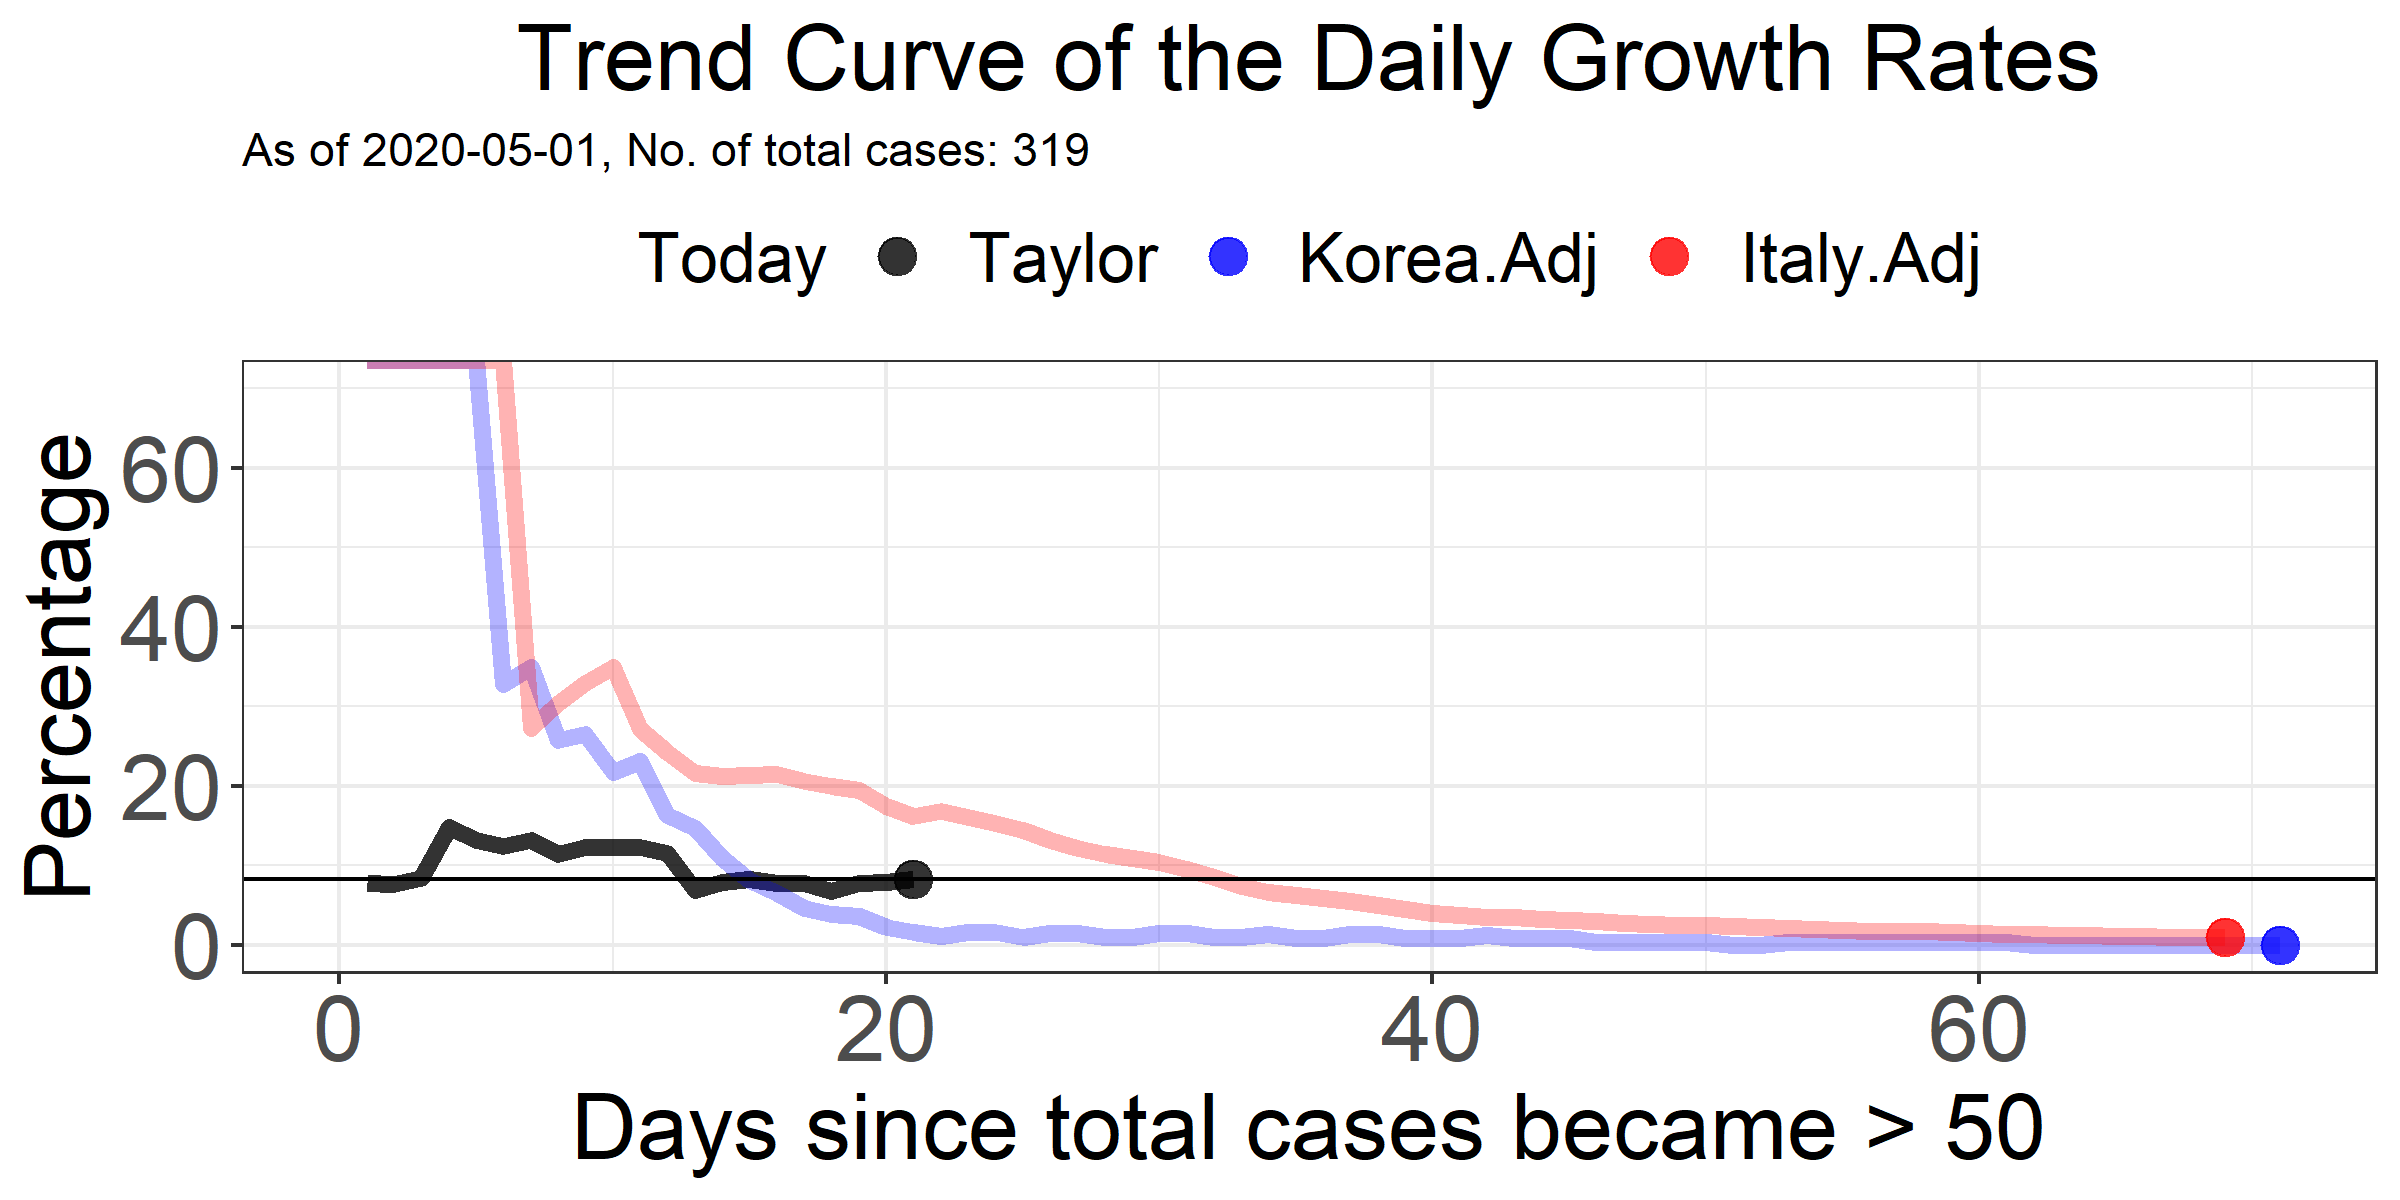 Trend Curve of the Daily Growth Rates
As of 2020-05-01, No. of total cases: 319
Today Taylor Korea.Adj Italy.Adj
Percentage
60
40
20
0
0 20 40 60
Days since total cases became > 50